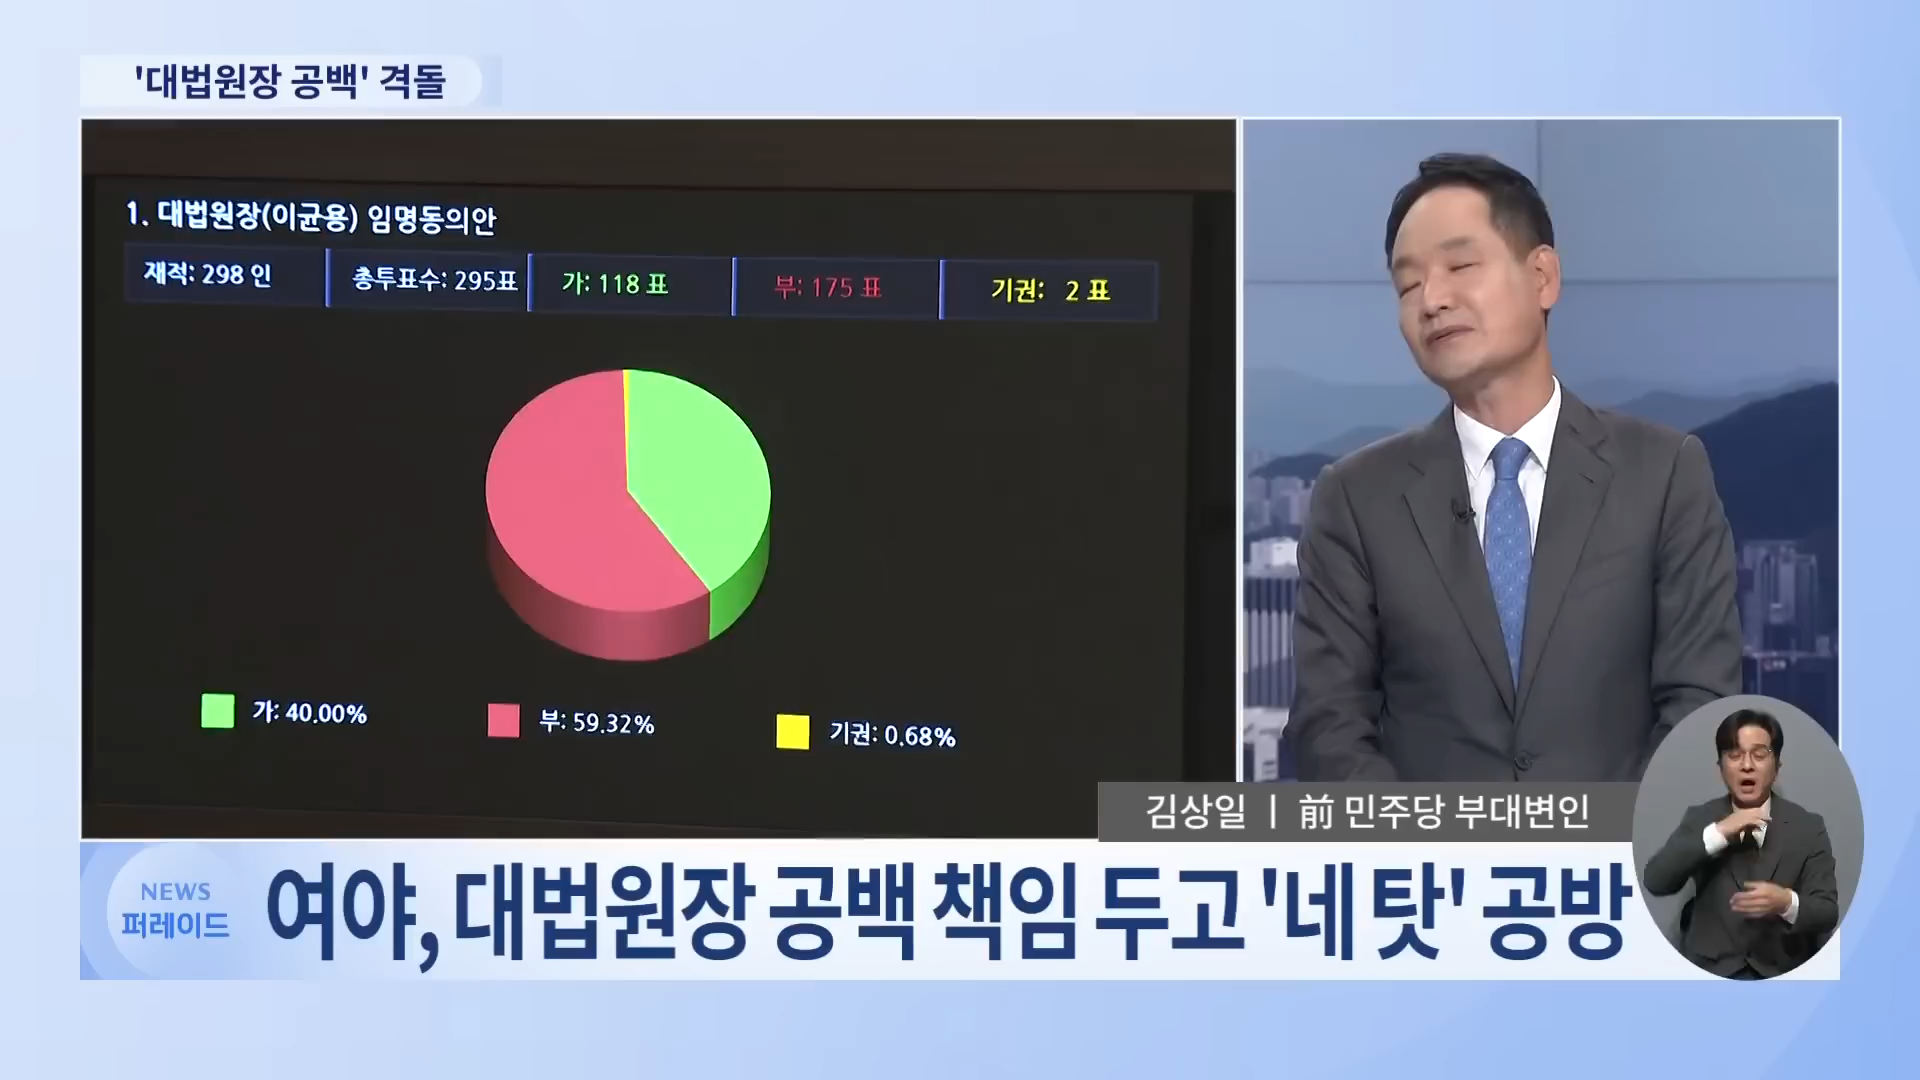 '대법원장 공백' 격돌
1. 대법원장(이균용) 임명동의안
재적: 298 인
총투표수: 295표
가: 118 표
부: 175 표
기권: 2 표
가: 40.00%
부: 59.32%
기권: 0.68%
김상일 | 前 민주당 부대변인
NEWS
퍼레이드
여야, 대법원장 공백 책임 두고 '네 탓' 공방